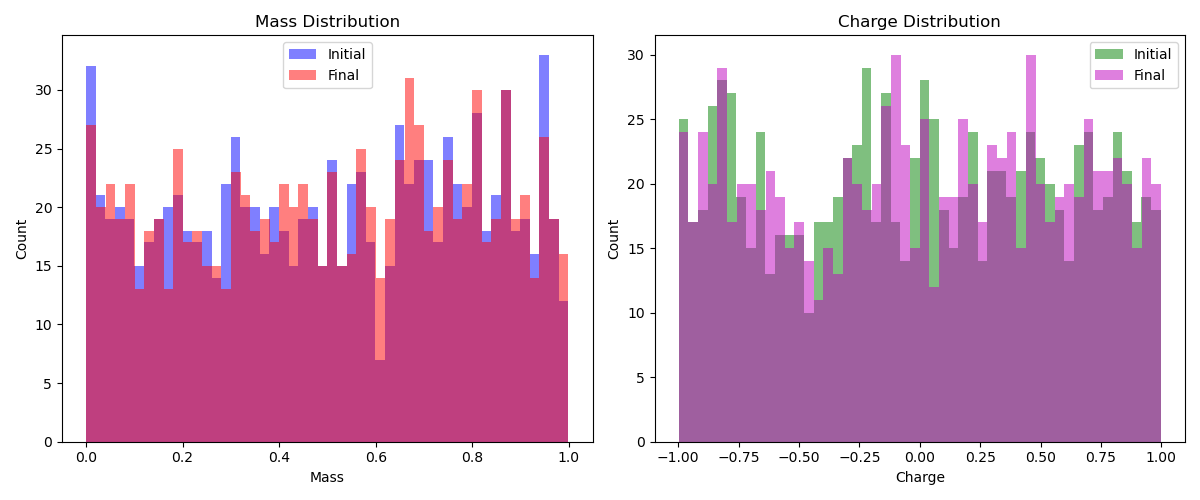 Mass Distribution
Initial
Final
Count
30
25
20
15
10
5
0
0.0 0.2 0.4 0.6 0.8 1.0
Mass
Charge Distribution
Initial
Final
Count
30
25
20
15
10
5
0
−1.00 −0.75 −0.50 −0.25 0.00 0.25 0.50 0.75 1.00
Charge